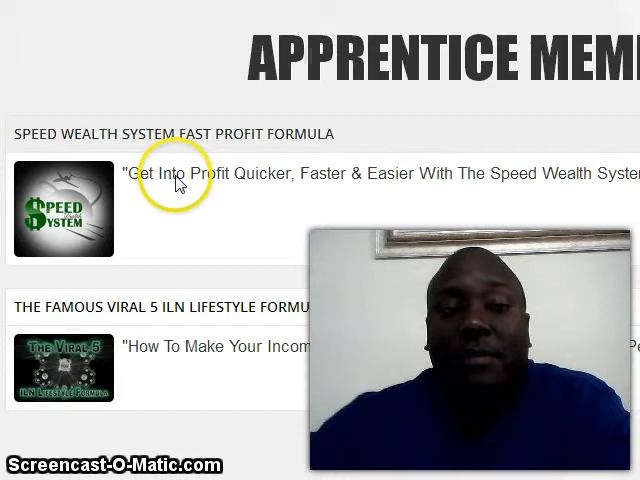 APPRENTICE MEM
SPEED WEALTH SYSTEM FAST PROFIT FORMULA
"Get Into Profit Quicker, Faster & Easier With The Speed Wealth Syste
$PEED
Wealth
SYSTEM
THE FAMOUS VIRAL 5 ILN LIFESTYLE FORMU
"How To Make Your Incom
The Viral 5
ILN Lifestyle Formula
Screencast-O-Matic.com